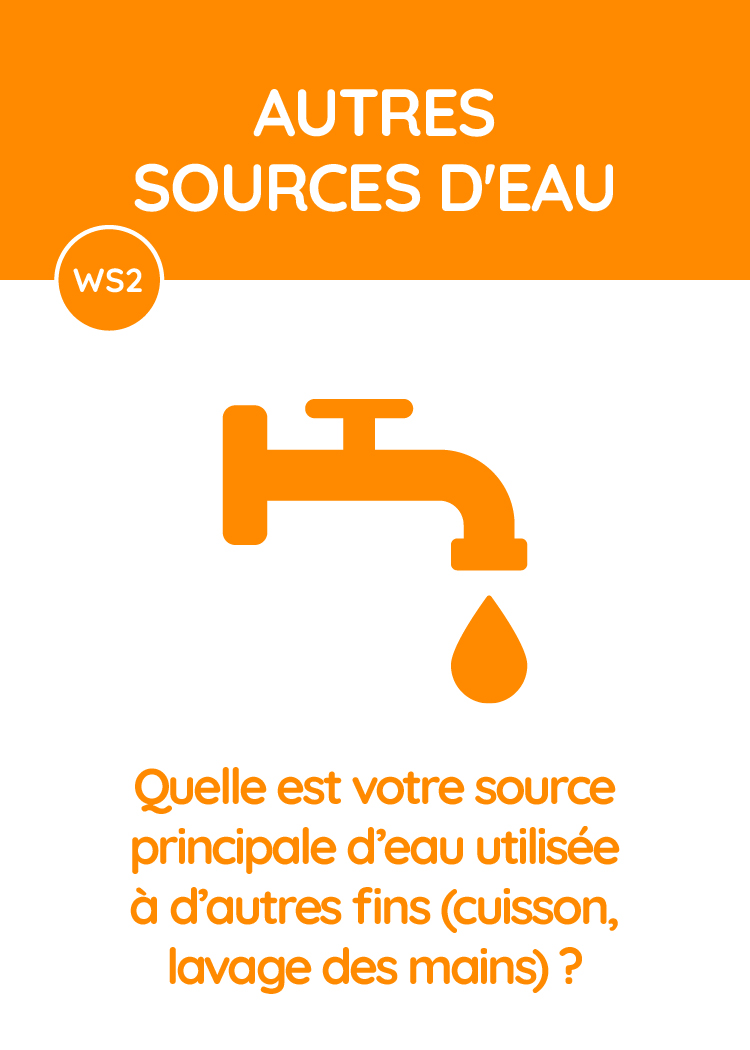 AUTRES
SOURCES D'EAU
WS2
Quelle est votre source
principale d’eau utilisée
à d’autres fins (cuisson,
lavage des mains) ?